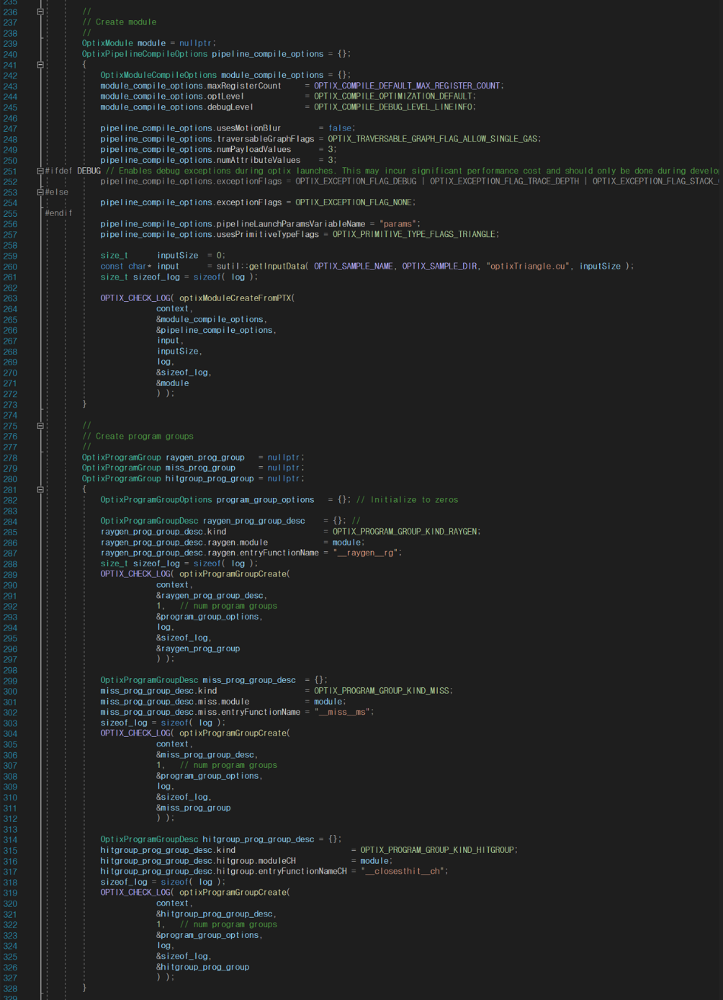 235
236 //
237 // Create module
238 //
239 OptixModule module = nullptr;
240 OptixPipelineCompileOptions pipeline_compile_options = {};
241 {
242 OptixModuleCompileOptions module_compile_options = {};
243 module_compile_options.maxRegisterCount = OPTIX_COMPILE_DEFAULT_MAX_REGISTER_COUNT;
244 module_compile_options.optLevel = OPTIX_COMPILE_OPTIMIZATION_DEFAULT;
245 module_compile_options.debugLevel = OPTIX_COMPILE_DEBUG_LEVEL_LINEINFO;
246
247 pipeline_compile_options.usesMotionBlur = false;
248 pipeline_compile_options.traversableGraphFlags = OPTIX_TRAVERSABLE_GRAPH_FLAG_ALLOW_SINGLE_GAS;
249 pipeline_compile_options.numPayloadValues = 3;
250 pipeline_compile_options.numAttributeValues = 3;
251 #ifdef DEBUG // Enables debug exceptions during optix launches. This may incur significant performance cost and should only be done during develo
252 pipeline_compile_options.exceptionFlags = OPTIX_EXCEPTION_FLAG_DEBUG | OPTIX_EXCEPTION_FLAG_TRACE_DEPTH | OPTIX_EXCEPTION_FLAG_STACK_
253 #else
254 pipeline_compile_options.exceptionFlags = OPTIX_EXCEPTION_FLAG_NONE;
255 #endif
256 pipeline_compile_options.pipelineLaunchParamsVariableName = "params";
257 pipeline_compile_options.usesPrimitiveTypeFlags = OPTIX_PRIMITIVE_TYPE_FLAGS_TRIANGLE;
258
259 size_t inputSize = 0;
260 const char* input = sutil::getInputData( OPTIX_SAMPLE_NAME, OPTIX_SAMPLE_DIR, "optixTriangle.cu", inputSize );
261 size_t sizeof_log = sizeof( log );
262
263 OPTIX_CHECK_LOG( optixModuleCreateFromPTX(
264 context,
265 &module_compile_options,
266 &pipeline_compile_options,
267 input,
268 inputSize,
269 log,
270 &sizeof_log,
271 &module
272 ) );
273 }
274
275 //
276 // Create program groups
277 //
278 OptixProgramGroup raygen_prog_group = nullptr;
279 OptixProgramGroup miss_prog_group = nullptr;
280 OptixProgramGroup hitgroup_prog_group = nullptr;
281 {
282 OptixProgramGroupOptions program_group_options = {}; // Initialize to zeros
283
284 OptixProgramGroupDesc raygen_prog_group_desc = {}; //
285 raygen_prog_group_desc.kind = OPTIX_PROGRAM_GROUP_KIND_RAYGEN;
286 raygen_prog_group_desc.raygen.module = module;
287 raygen_prog_group_desc.raygen.entryFunctionName = "__raygen__rg";
288 size_t sizeof_log = sizeof( log );
289 OPTIX_CHECK_LOG( optixProgramGroupCreate(
290 context,
291 &raygen_prog_group_desc,
292 1, // num program groups
293 &program_group_options,
294 log,
295 &sizeof_log,
296 &raygen_prog_group
297 ) );
298
299 OptixProgramGroupDesc miss_prog_group_desc = {};
300 miss_prog_group_desc.kind = OPTIX_PROGRAM_GROUP_KIND_MISS;
301 miss_prog_group_desc.miss.module = module;
302 miss_prog_group_desc.miss.entryFunctionName = "__miss__ms";
303 sizeof_log = sizeof( log );
304 OPTIX_CHECK_LOG( optixProgramGroupCreate(
305 context,
306 &miss_prog_group_desc,
307 1, // num program groups
308 &program_group_options,
309 log,
310 &sizeof_log,
311 &miss_prog_group
312 ) );
313
314 OptixProgramGroupDesc hitgroup_prog_group_desc = {};
315 hitgroup_prog_group_desc.kind = OPTIX_PROGRAM_GROUP_KIND_HITGROUP;
316 hitgroup_prog_group_desc.hitgroup.moduleCH = module;
317 hitgroup_prog_group_desc.hitgroup.entryFunctionNameCH = "__closesthit__ch";
318 sizeof_log = sizeof( log );
319 OPTIX_CHECK_LOG( optixProgramGroupCreate(
320 context,
321 &hitgroup_prog_group_desc,
322 1, // num program groups
323 &program_group_options,
324 log,
325 &sizeof_log,
326 &hitgroup_prog_group
327 ) );
328 }
329